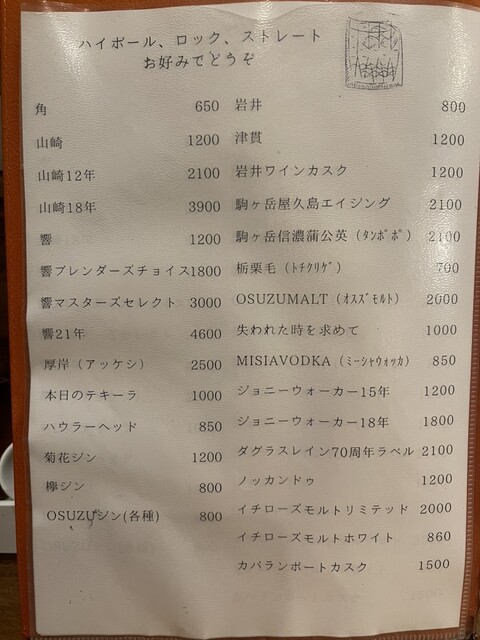 ハイボール、ロック、ストレート
お好みでどうぞ
角 650
山崎 1200
山崎12年 2100
山崎18年 3900
響 1200
響ブレンダーズチョイス1800
響マスターズセレクト 3000
響21年 4600
厚岸（アッケシ） 2500
本日のテキーラ 1000
ハウラーヘッド 850
菊花ジン 1200
欅ジン 800
OSUZUジン(各種) 800
岩井 800
津貫 1200
岩井ワインカスク 1200
駒ヶ岳屋久島エイジング 2100
駒ヶ岳信濃蒲公英（ﾀﾝﾎﾟﾎﾟ） 2100
栃栗毛（ﾄﾁｸﾘｹﾞ） 700
OSUZUMALT（ｵｽｽﾞﾓﾙﾄ） 2000
失われた時を求めて 1000
MISIAVODKA（ﾐｰｼｬｳｫｯｶ） 850
ジョニーウォーカー15年 1200
ジョニーウォーカー18年 1800
ダグラスレイン70周年ラベル 2100
ノッカンドゥ 1200
イチローズモルトリミテッド 2000
イチローズモルトホワイト 860
カバランポートカスク 1500